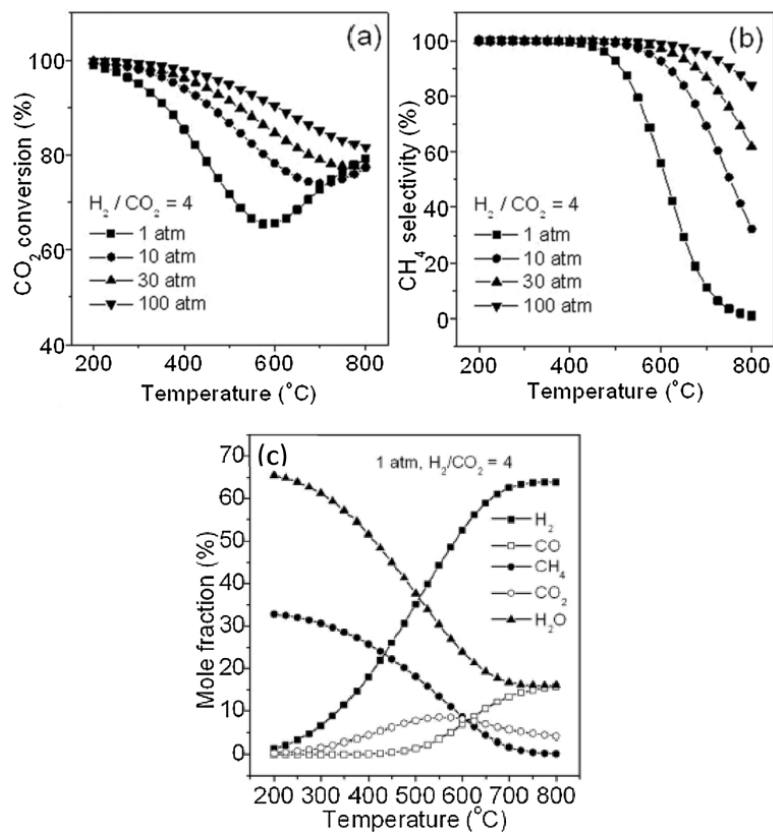 (a)
100
80
60
40
CO₂ conversion (%)
H₂ / CO₂ = 4
1 atm
10 atm
30 atm
100 atm
200 400 600 800
Temperature (°C)
(b)
100
80
60
40
20
0
CH₄ selectivity (%)
H₂ / CO₂ = 4
1 atm
10 atm
30 atm
100 atm
200 400 600 800
Temperature (°C)
(c)
1 atm, H₂/CO₂ = 4
70
60
50
40
30
20
10
0
Mole fraction (%)
H₂
CO
CH₄
CO₂
H₂O
200 300 400 500 600 700 800
Temperature (°C)